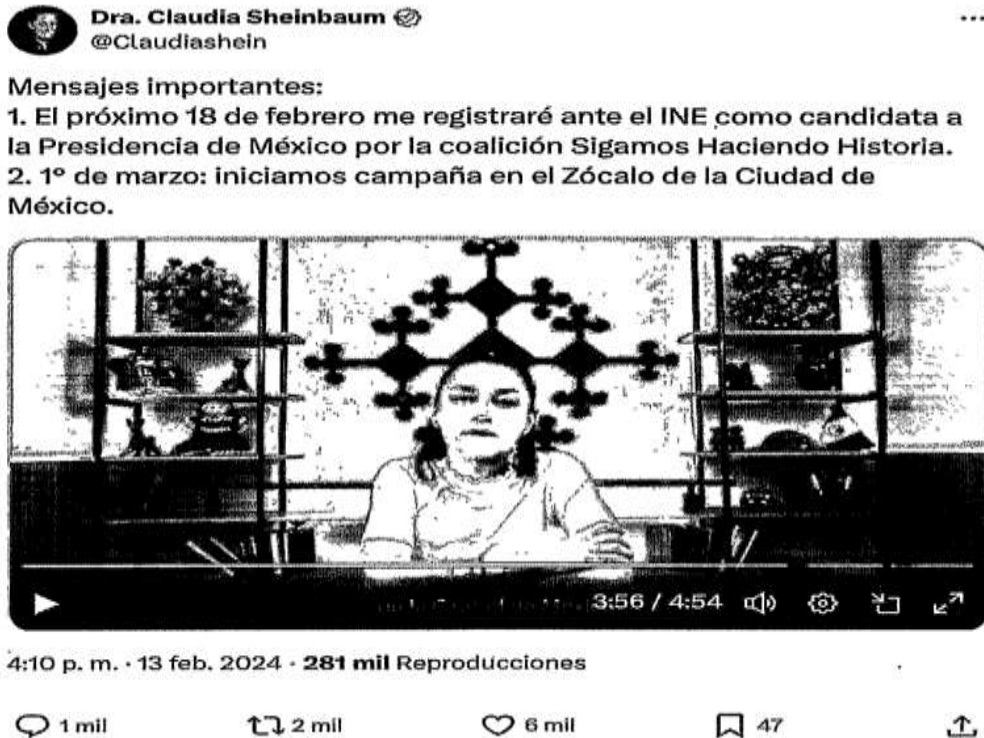 Dra. Claudia Sheinbaum
@Claudiashein
Mensajes importantes:
1. El próximo 18 de febrero me registraré ante el INE como candidata a
la Presidencia de México por la coalición Sigamos Haciendo Historia.
2. 1º de marzo: iniciamos campaña en el Zócalo de la Ciudad de
México.
3:56 / 4:54
4:10 p. m. · 13 feb. 2024 · 281 mil Reproducciones
1 mil 2 mil 6 mil 47